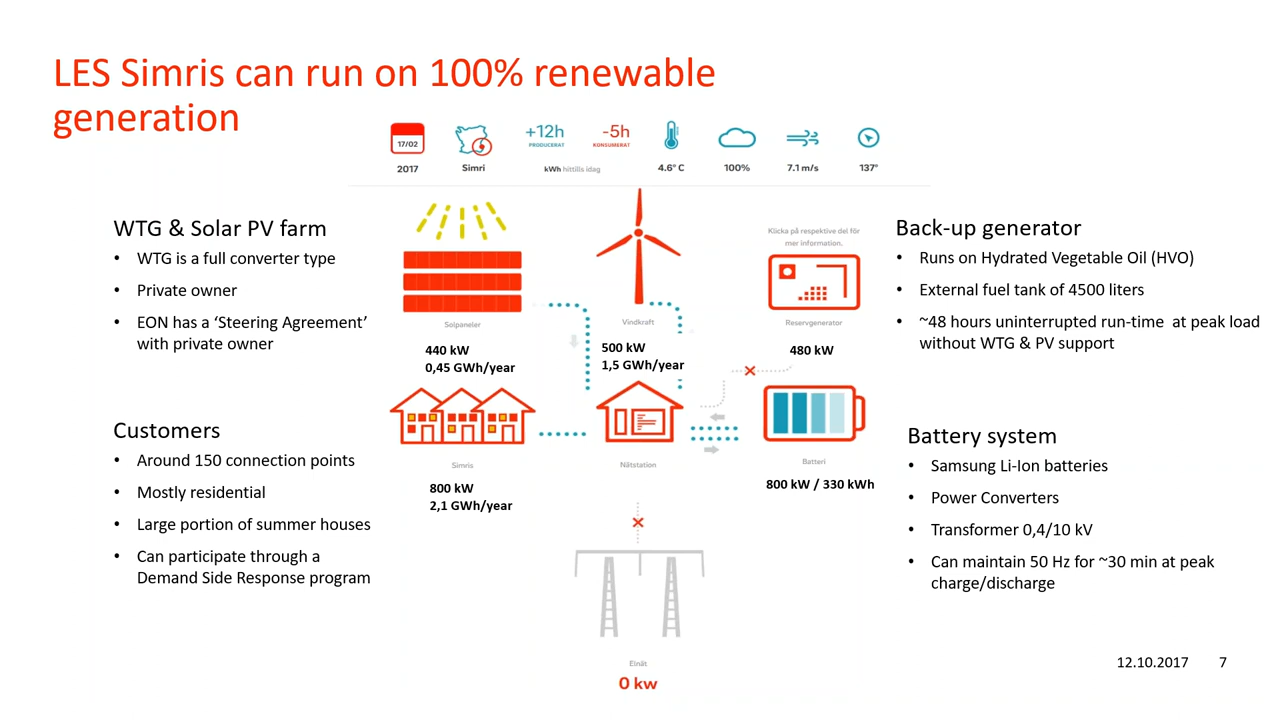 LES Simris can run on 100% renewable
generation
17/02
2017
Simri
+12h
PRODUCERAT
-5h
KONSUMERAT
kWh hittills idag
4.6° C
100%
7.1 m/s
137°
WTG & Solar PV farm
• WTG is a full converter type
• Private owner
• EON has a ‘Steering Agreement’
with private owner
Solpaneler
440 kW
0,45 GWh/year
Vindkraft
500 kW
1,5 GWh/year
Klicka på respektive del för
mer information.
Reservgenerator
480 kW
Back-up generator
• Runs on Hydrated Vegetable Oil (HVO)
• External fuel tank of 4500 liters
• ~48 hours uninterrupted run-time at peak load
without WTG & PV support
Customers
• Around 150 connection points
• Mostly residential
• Large portion of summer houses
• Can participate through a
Demand Side Response program
Simris
800 kW
2,1 GWh/year
Nätstation
Batteri
800 kW / 330 kWh
Battery system
• Samsung Li-Ion batteries
• Power Converters
• Transformer 0,4/10 kV
• Can maintain 50 Hz for ~30 min at peak
charge/discharge
Elnät
0 kw
12.10.2017
7